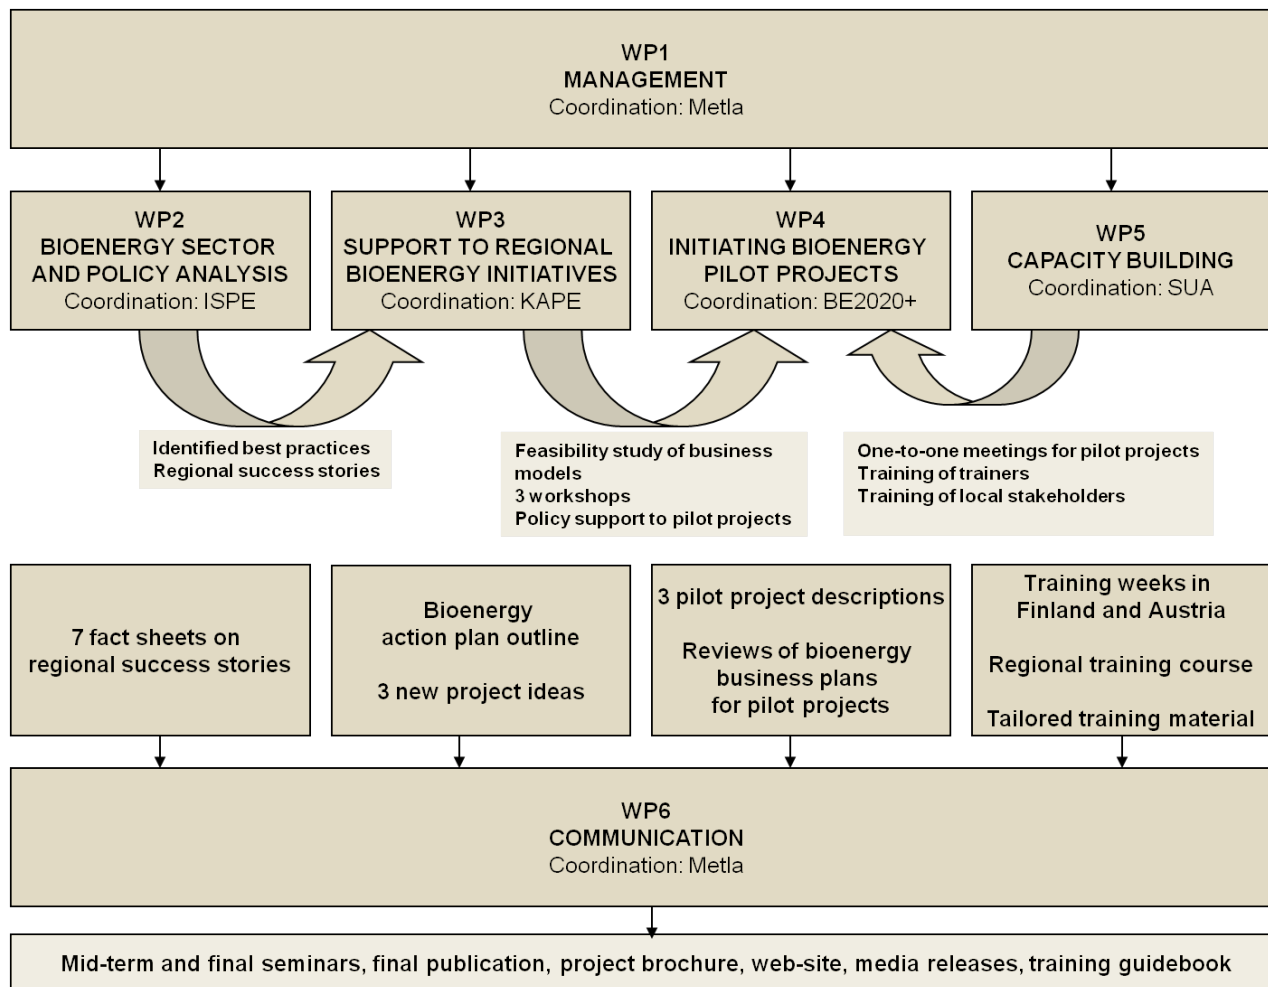 WP1
MANAGEMENT
Coordination: Metla
WP2
BIOENERGY SECTOR
AND POLICY ANALYSIS
Coordination: ISPE
WP3
SUPPORT TO REGIONAL
BIOENERGY INITIATIVES
Coordination: KAPE
WP4
INITIATING BIOENERGY
PILOT PROJECTS
Coordination: BE2020+
WP5
CAPACITY BUILDING
Coordination: SUA
Identified best practices
Regional success stories
Feasibility study of business
models
3 workshops
Policy support to pilot projects
One-to-one meetings for pilot projects
Training of trainers
Training of local stakeholders
7 fact sheets on
regional success stories
Bioenergy
action plan outline
3 new project ideas
3 pilot project descriptions
Reviews of bioenergy
business plans
for pilot projects
Training weeks in
Finland and Austria
Regional training course
Tailored training material
WP6
COMMUNICATION
Coordination: Metla
Mid-term and final seminars, final publication, project brochure, web-site, media releases, training guidebook